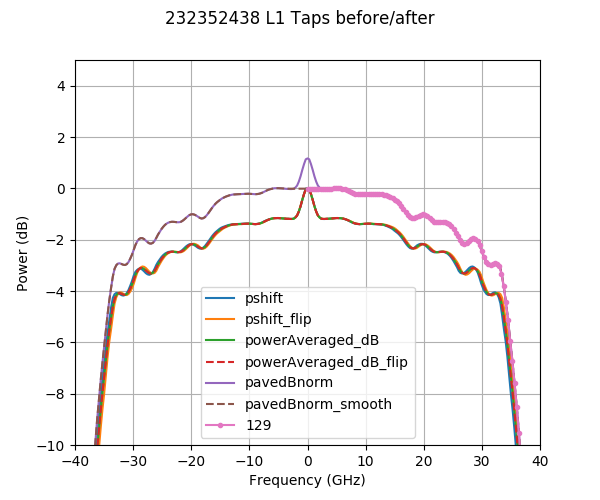 232352438 L1 Taps before/after
4
2
0
−2
−4
−6
−8
−10
Power (dB)
pshift
pshift_flip
powerAveraged_dB
powerAveraged_dB_flip
pavedBnorm
pavedBnorm_smooth
129
−40 −30 −20 −10 0 10 20 30 40
Frequency (GHz)